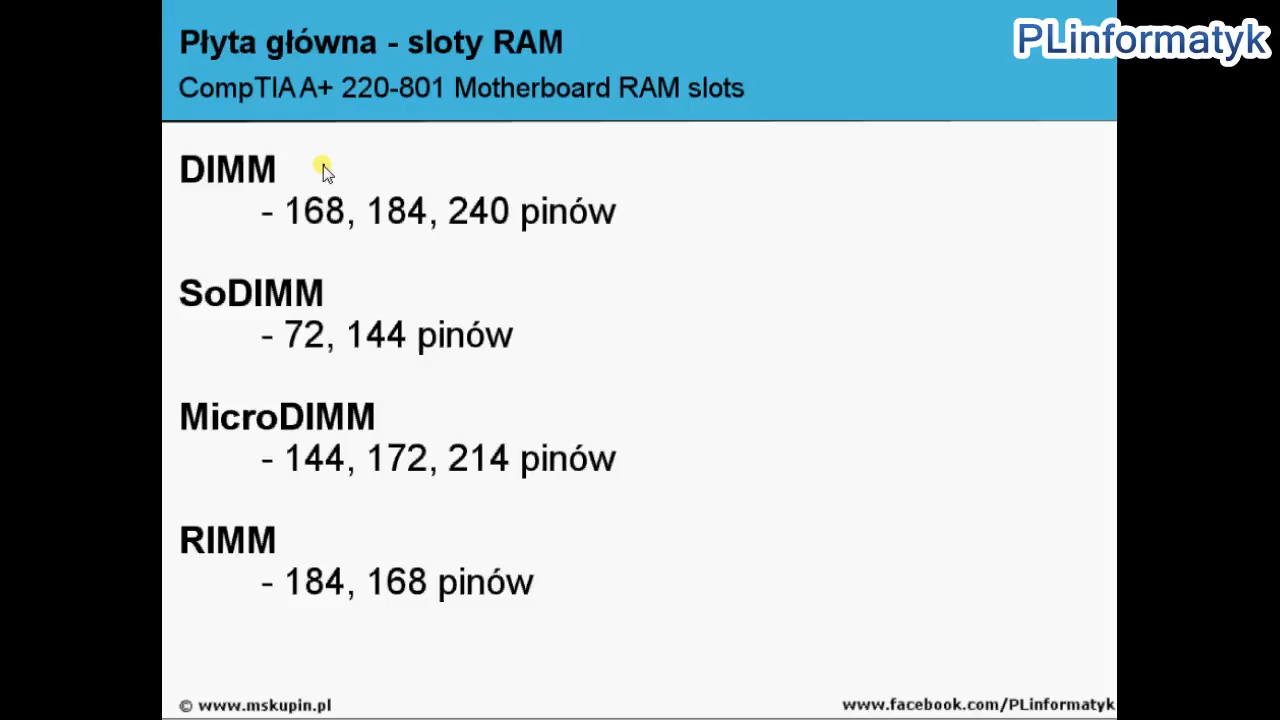 Płyta główna - sloty RAM
PLinformatyk
CompTIA A+ 220-801 Motherboard RAM slots
DIMM
- 168, 184, 240 pinów
SoDIMM
- 72, 144 pinów
MicroDIMM
- 144, 172, 214 pinów
RIMM
- 184, 168 pinów
© www.mskupin.pl
www.facebook.com/PLinformatyk